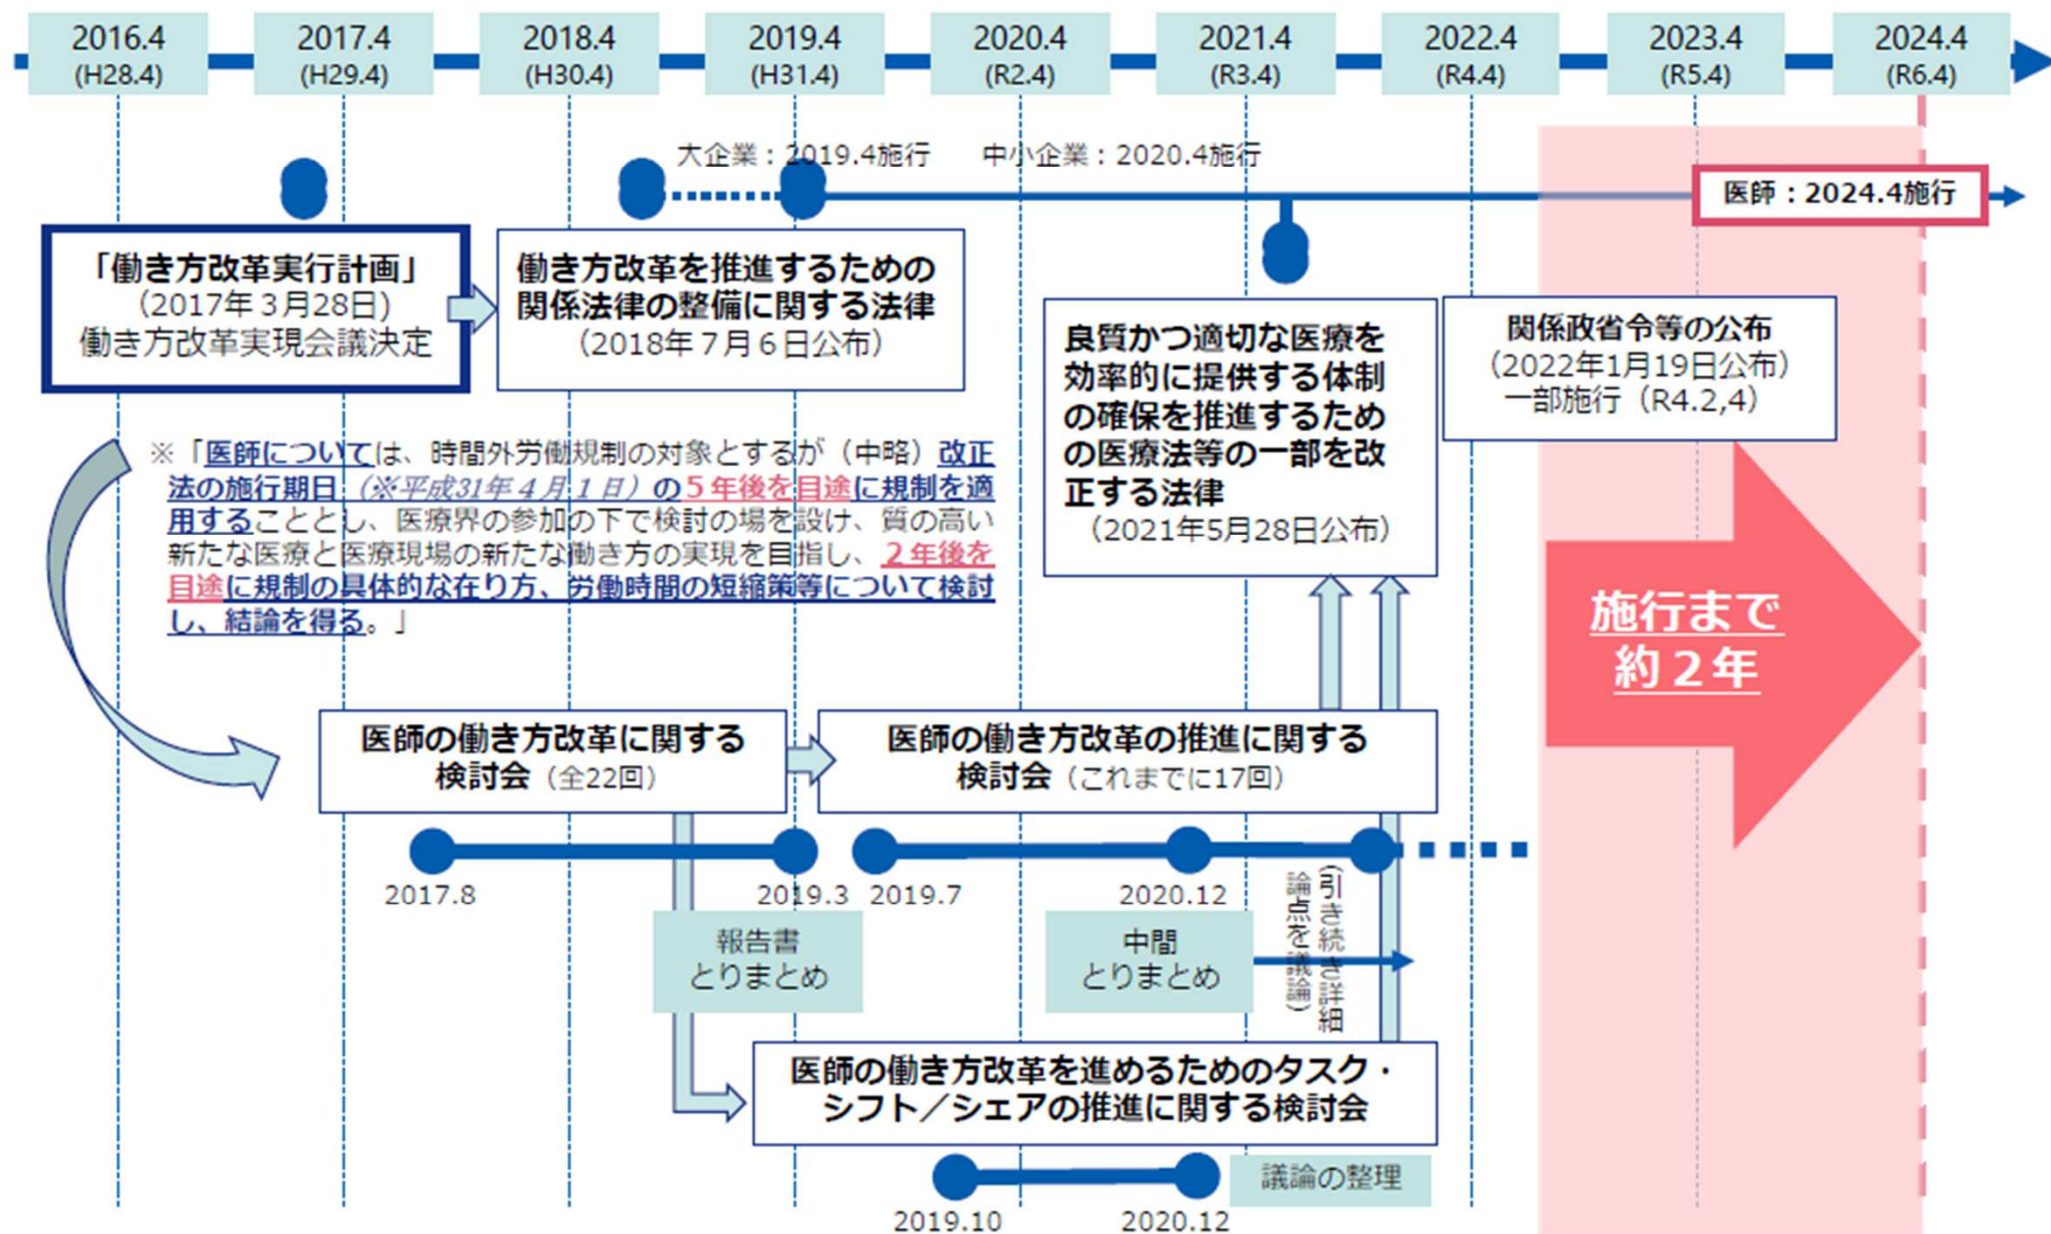 2016.4
(H28.4)
2017.4
(H29.4)
2018.4
(H30.4)
2019.4
(H31.4)
2020.4
(R2.4)
2021.4
(R3.4)
2022.4
(R4.4)
2023.4
(R5.4)
2024.4
(R6.4)
大企業：2019.4施行　中小企業：2020.4施行
医師：2024.4施行
「働き方改革実行計画」
（2017年３月28日)
働き方改革実現会議決定
働き方改革を推進するための
関係法律の整備に関する法律
（2018年７月６日公布）
良質かつ適切な医療を
効率的に提供する体制
の確保を推進するため
の医療法等の一部を改
正する法律
（2021年5月28日公布）
関係政省令等の公布
（2022年1月19日公布）
一部施行（R4.2,4）
※「医師については、時間外労働規制の対象とするが（中略）改正
法の施行期日（※平成31年４月１日）の５年後を目途に規制を適
用することとし、医療界の参加の下で検討の場を設け、質の高い
新たな医療と医療現場の新たな働き方の実現を目指し、２年後を
目途に規制の具体的な在り方、労働時間の短縮策等について検討
し、結論を得る。」
施行まで
約２年
医師の働き方改革に関する
検討会（全22回）
医師の働き方改革の推進に関する
検討会（これまでに17回）
2017.8
2019.3
2019.7
2020.12
報告書
とりまとめ
中間
とりまとめ
（引き続き詳細
論点を議論）
医師の働き方改革を進めるためのタスク・
シフト／シェアの推進に関する検討会
議論の整理
2019.10
2020.12